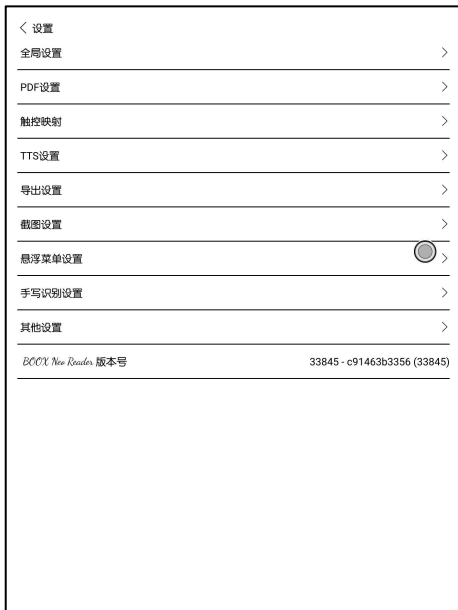 设置
全局设置
PDF设置
触控映射
TTS设置
导出设置
截图设置
悬浮菜单设置
手写识别设置
其他设置
BOOX Neo Reader 版本号 33845 - c91463b3356 (33845)